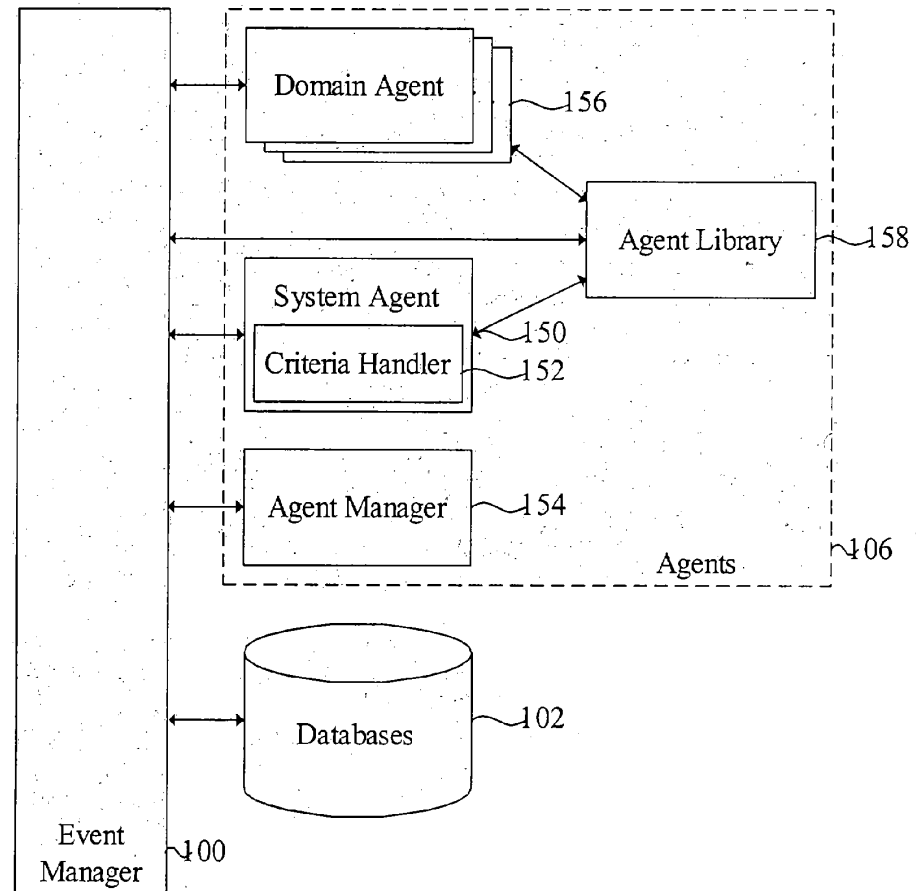 Domain Agent
156
Agent Library
158
System Agent
150
Criteria Handler
152
Agent Manager
154
106
Agents
Databases
102
Event
Manager
100